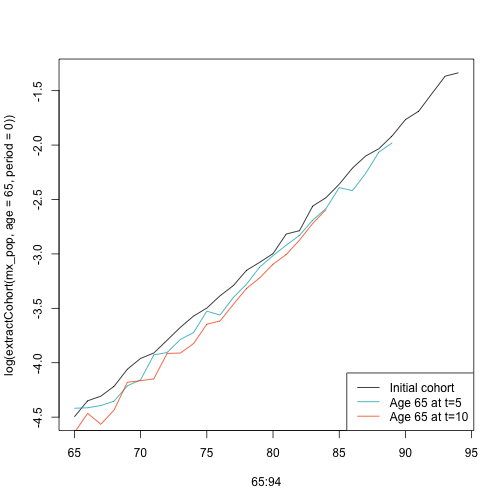 log(extractCohort(mx_pop, age = 65, period = 0))
-1.5
-2.0
-2.5
-3.0
-3.5
-4.0
-4.5
Initial cohort
Age 65 at t=5
Age 65 at t=10
65 70 75 80 85 90 95
65:94